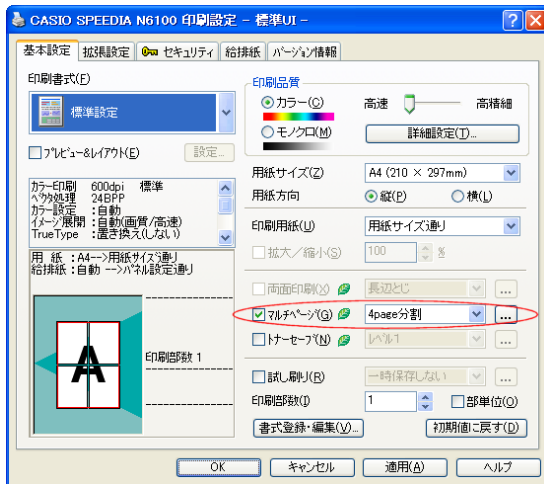 CASIO SPEEDIA N6100 印刷設定 - 標準UI -
基本設定 拡張設定 セキュリティ 給排紙 バージョン情報
印刷書式(F)
標準設定
プレビュー&レイアウト(E) 設定...
カラー印刷 600dpi 標準
ベクタ処理 24BPP
カラー設定 :自動
イメージ展開 :自動(画質/高速)
TrueType :置き換え(しない)
用 紙 :A4-->用紙サイズ通り
給排紙:自動 -->パネル設定通り
A
印刷部数 1
印刷品質
カラー(C) 高速 高精細
モノクロ(M) 詳細設定(T)...
用紙サイズ(Z) A4 (210 × 297mm)
用紙方向 縦(P) 横(L)
印刷用紙(U) 用紙サイズ通り
拡大/縮小(S) 100 %
両面印刷(X) 長辺とじ ...
マルチページ(G) 4page分割 ...
トナーセーブ(N) レベル1 ...
試し刷り(R) 一時保存しない ...
印刷部数(I) 1 部単位(O)
書式登録・編集(V)... 初期値に戻す(D)
OK キャンセル 適用(A) ヘルプ